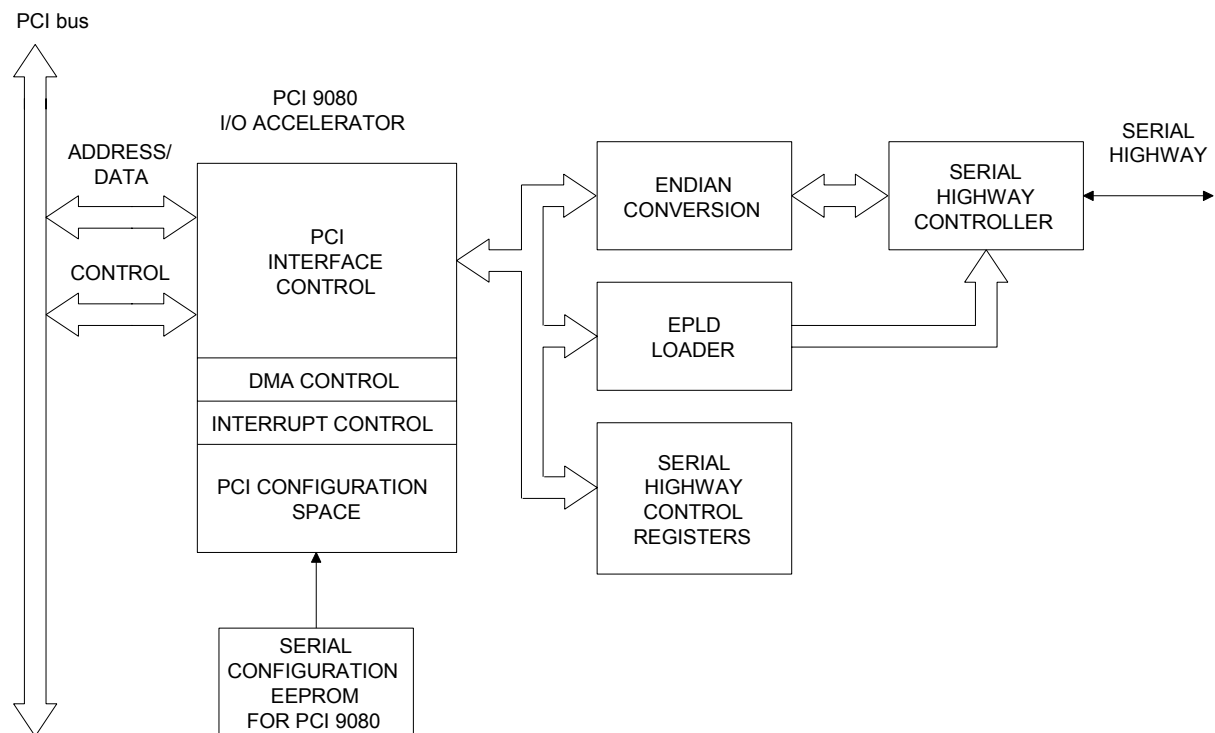 PCI bus
PCI 9080
I/O ACCELERATOR
ADDRESS/
DATA
CONTROL
PCI
INTERFACE
CONTROL
DMA CONTROL
INTERRUPT CONTROL
PCI CONFIGURATION
SPACE
SERIAL
CONFIGURATION
EEPROM
FOR PCI 9080
ENDIAN
CONVERSION
EPLD
LOADER
SERIAL
HIGHWAY
CONTROL
REGISTERS
SERIAL
HIGHWAY
CONTROLLER
SERIAL
HIGHWAY